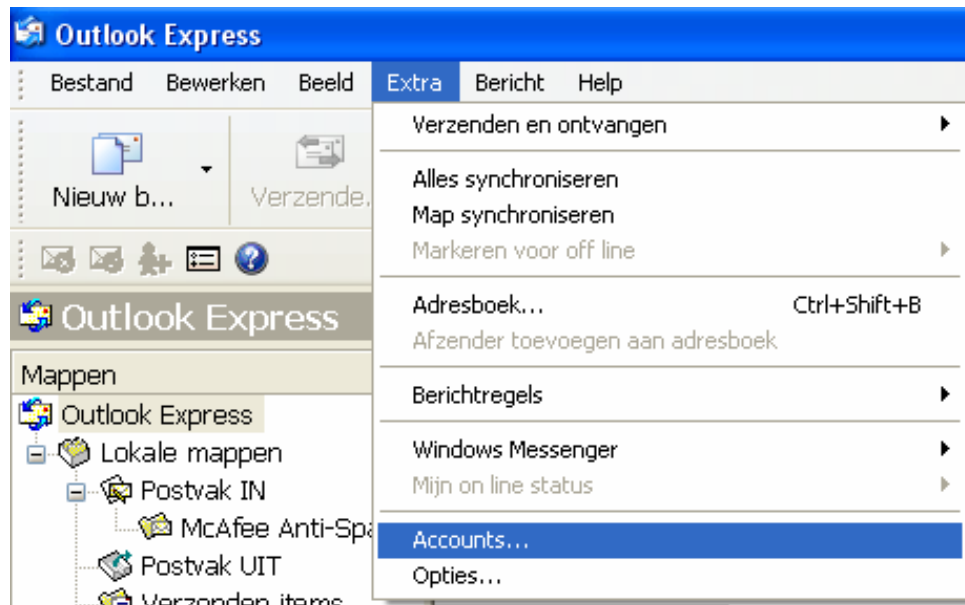 Outlook Express
Bestand Bewerken Beeld Extra Bericht Help
Nieuw b... Verzende.
Outlook Express
Mappen
Outlook Express
Lokale mappen
Postvak IN
McAfee Anti-Spa
Postvak UIT
Verzonden items
Verzenden en ontvangen
Alles synchroniseren
Map synchroniseren
Markeren voor off line
Adresboek... Ctrl+Shift+B
Afzender toevoegen aan adresboek
Berichtregels
Windows Messenger
Mijn on line status
Accounts...
Opties...